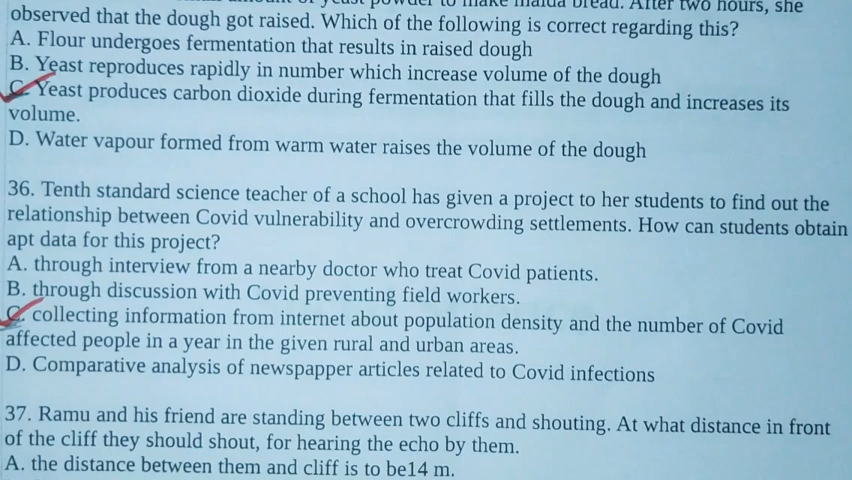 to make maida bread. After two hours, she
observed that the dough got raised. Which of the following is correct regarding this?
A. Flour undergoes fermentation that results in raised dough
B. Yeast reproduces rapidly in number which increase volume of the dough
C. Yeast produces carbon dioxide during fermentation that fills the dough and increases its
volume.
D. Water vapour formed from warm water raises the volume of the dough
36. Tenth standard science teacher of a school has given a project to her students to find out the
relationship between Covid vulnerability and overcrowding settlements. How can students obtain
apt data for this project?
A. through interview from a nearby doctor who treat Covid patients.
B. through discussion with Covid preventing field workers.
C. collecting information from internet about population density and the number of Covid
affected people in a year in the given rural and urban areas.
D. Comparative analysis of newspapper articles related to Covid infections
37. Ramu and his friend are standing between two cliffs and shouting. At what distance in front
of the cliff they should shout, for hearing the echo by them.
A. the distance between them and cliff is to be14 m.